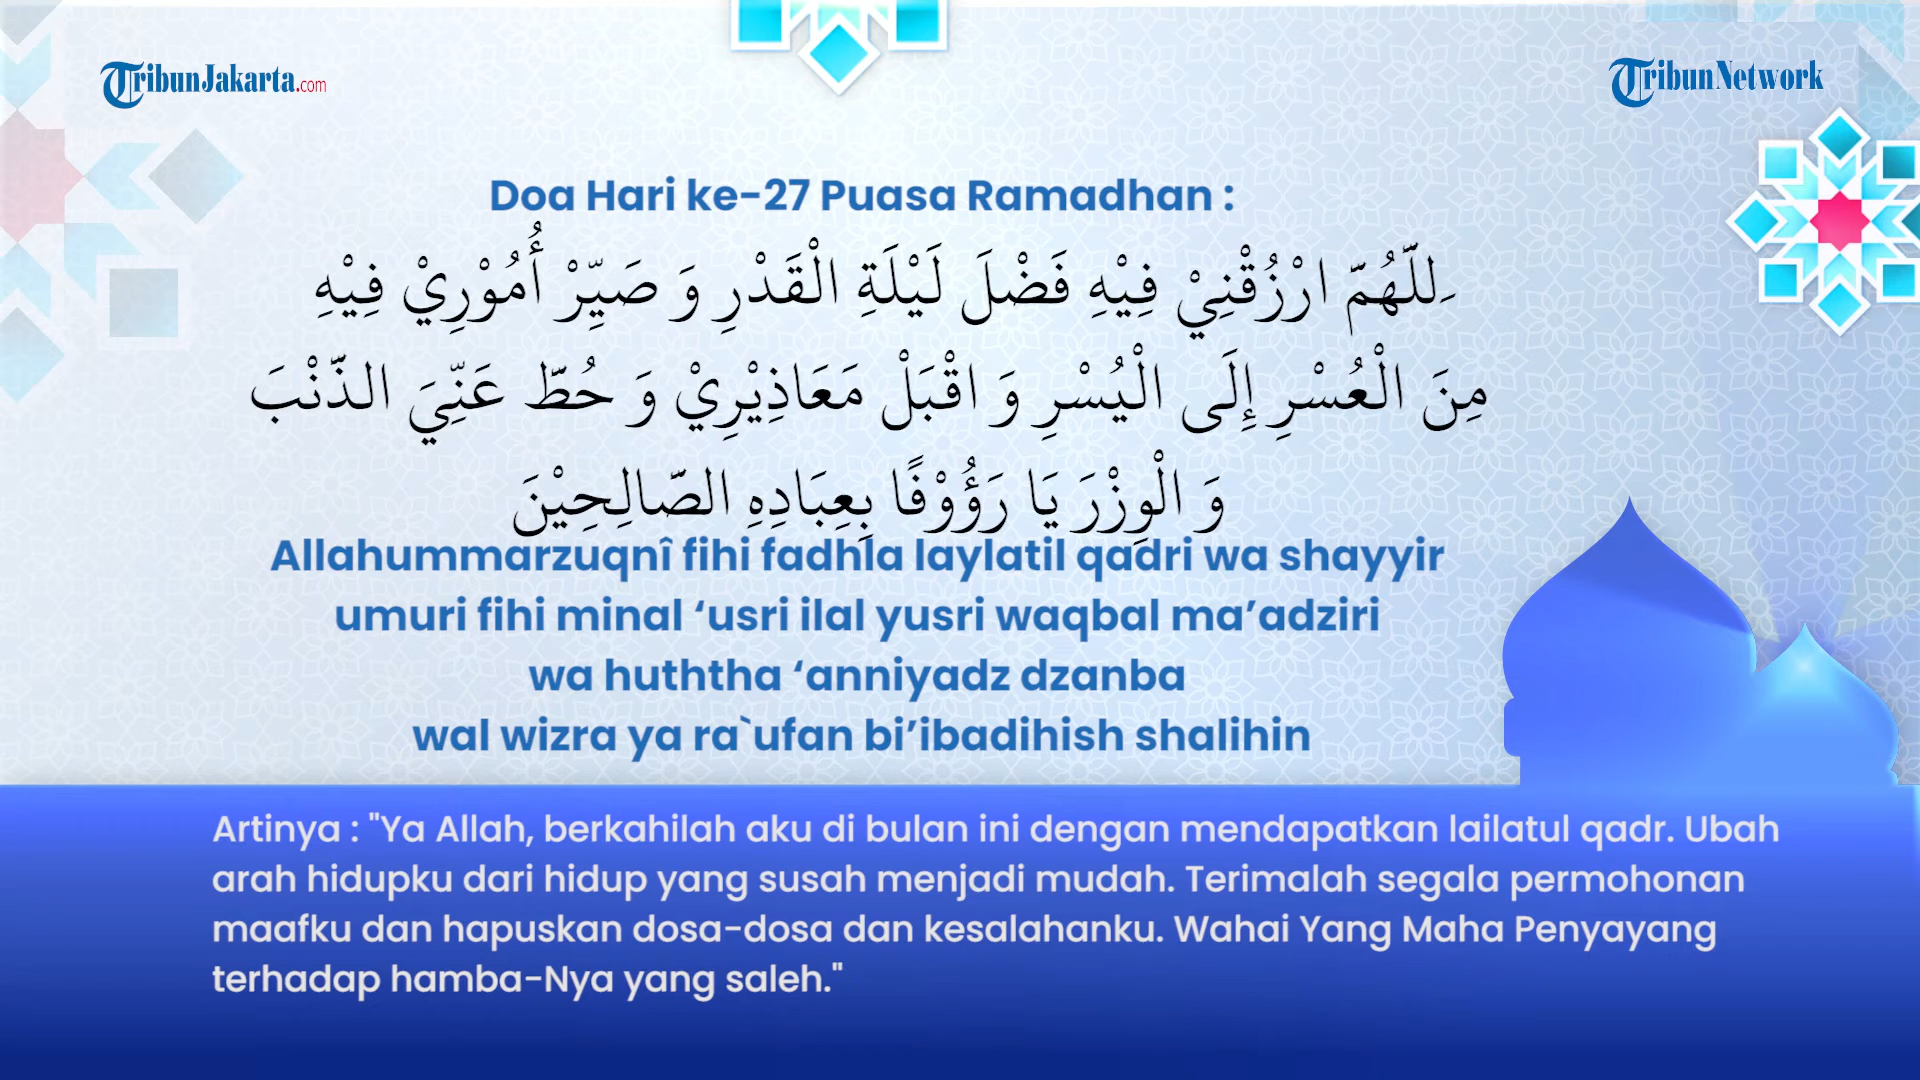 TribunJakarta.com
TribunNetwork
Doa Hari ke-27 Puasa Ramadhan :
ِللّٰهُمّ ارْزُقْنِيْ فِيْهِ فَضْلَ لَيْلَةِ الْقَدْرِ وَ صَيِّرْ أُمُوْرِيْ فِيْهِ
مِنَ الْعُسْرِ إِلَى الْيُسْرِ وَ اقْبَلْ مَعَاذِيْرِيْ وَ حُطّ عَنِّيَ الذّنْبَ
وَ الْوِزْرَ يَا رَؤُوْفًا بِعِبَادِهِ الصّالِحِيْنَ
Allahummarzuqnî fihi fadhla laylatil qadri wa shayyir
umuri fihi minal ‘usri ilal yusri waqbal ma’adziri
wa huththa ‘anniyadz dzanba
wal wizra ya ra`ufan bi’ibadihish shalihin
Artinya : "Ya Allah, berkahilah aku di bulan ini dengan mendapatkan lailatul qadr. Ubah
arah hidupku dari hidup yang susah menjadi mudah. Terimalah segala permohonan
maafku dan hapuskan dosa-dosa dan kesalahanku. Wahai Yang Maha Penyayang
terhadap hamba-Nya yang saleh."